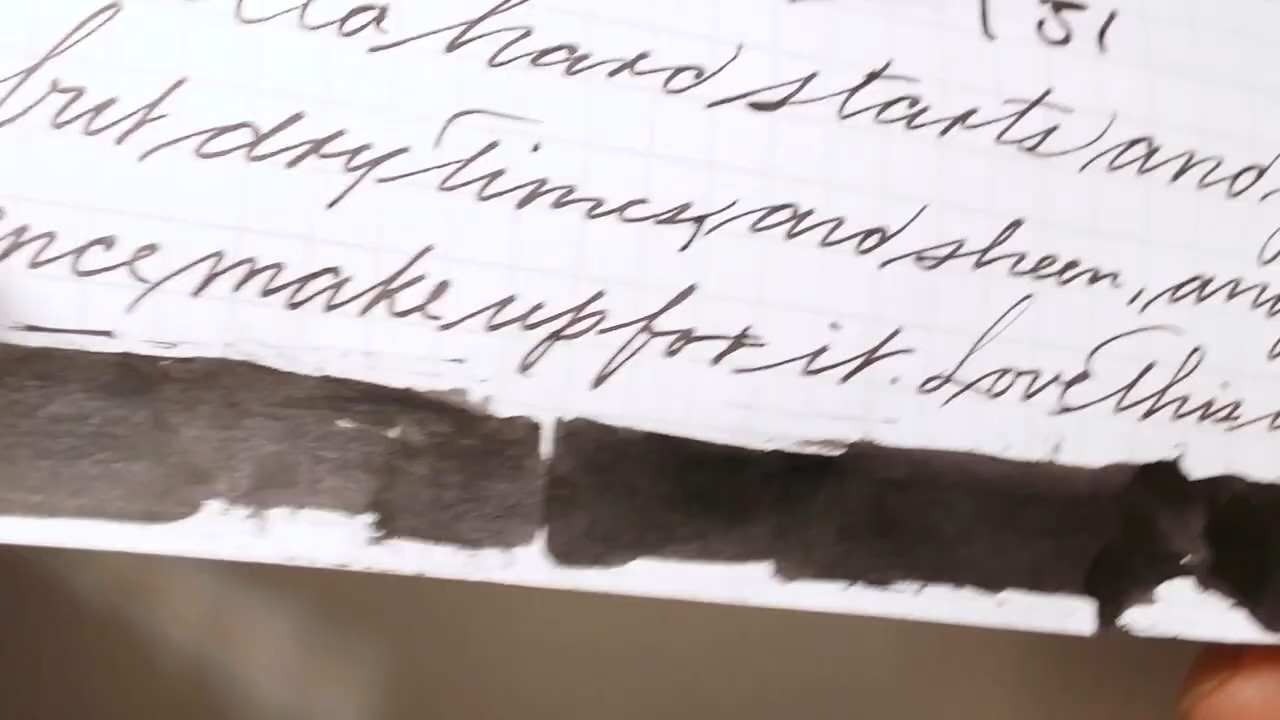 hard starts and
but dry times, and sheen, and
make up for it. Love this